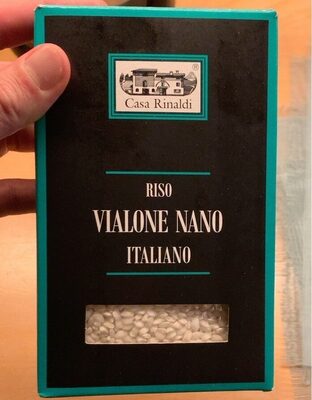 Casa Rinaldi
RISO
VIALONE NANO
ITALIANO